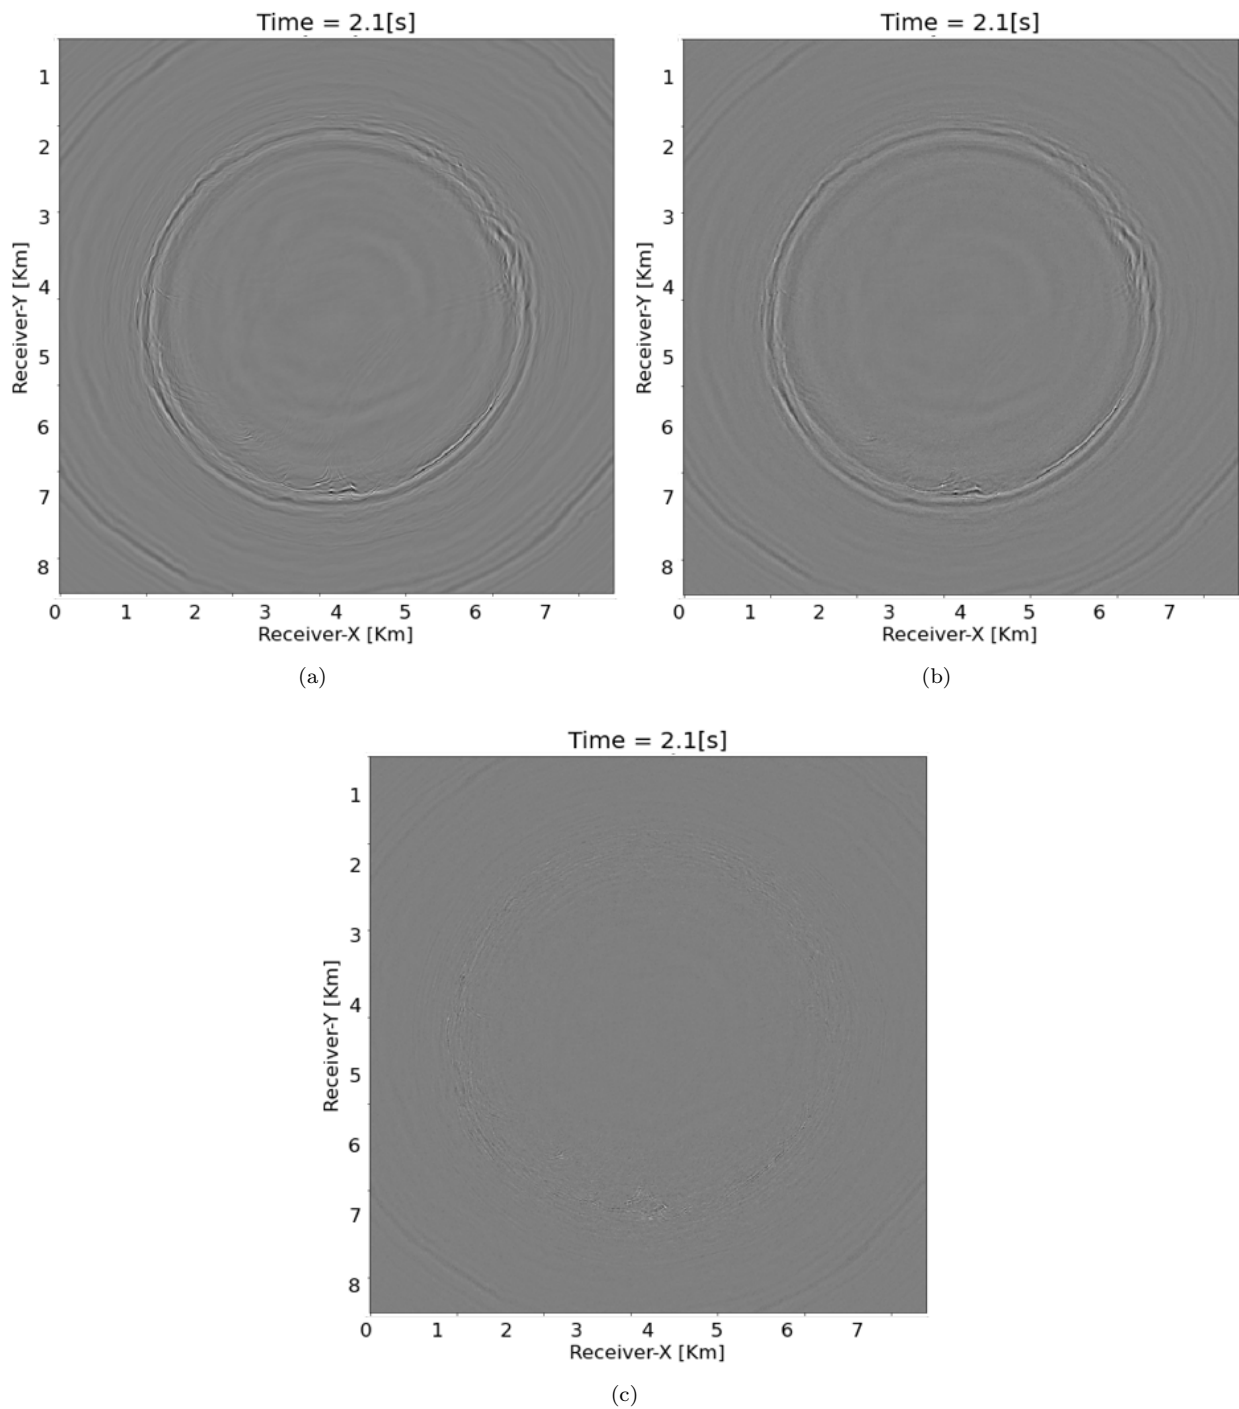 Time = 2.1[s]
1
2
3
4
5
6
7
8
Receiver-Y [Km]
0 1 2 3 4 5 6 7
Receiver-X [Km]
(a)
Time = 2.1[s]
1
2
3
4
5
6
7
8
Receiver-Y [Km]
0 1 2 3 4 5 6 7
Receiver-X [Km]
(b)
Time = 2.1[s]
1
2
3
4
5
6
7
8
Receiver-Y [Km]
0 1 2 3 4 5 6 7
Receiver-X [Km]
(c)